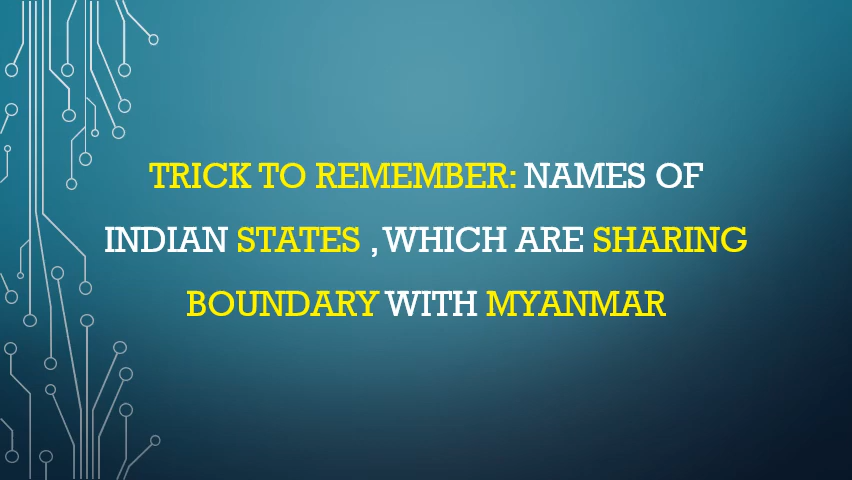 TRICK TO REMEMBER: NAMES OF
INDIAN STATES , WHICH ARE SHARING
BOUNDARY WITH MYANMAR